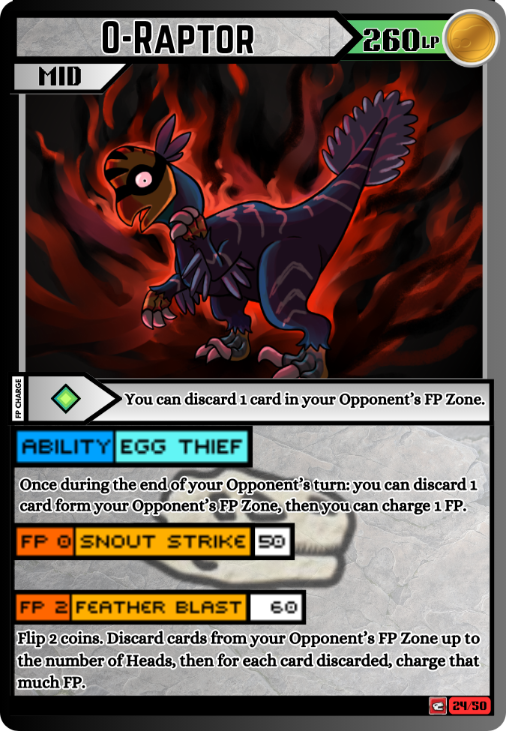 O-RAPTOR
260LP
MID
FP CHARGE
You can discard 1 card in your Opponent's FP Zone.
ABILITY EGG THIEF
Once during the end of your Opponent's turn: you can discard 1
card form your Opponent's FP Zone, then you can charge 1 FP.
FP 0 SNOUT STRIKE 50
FP 2 FEATHER BLAST 60
Flip 2 coins. Discard cards from your Opponent's FP Zone up to
the number of Heads, then for each card discarded, charge that
much FP.
24/50